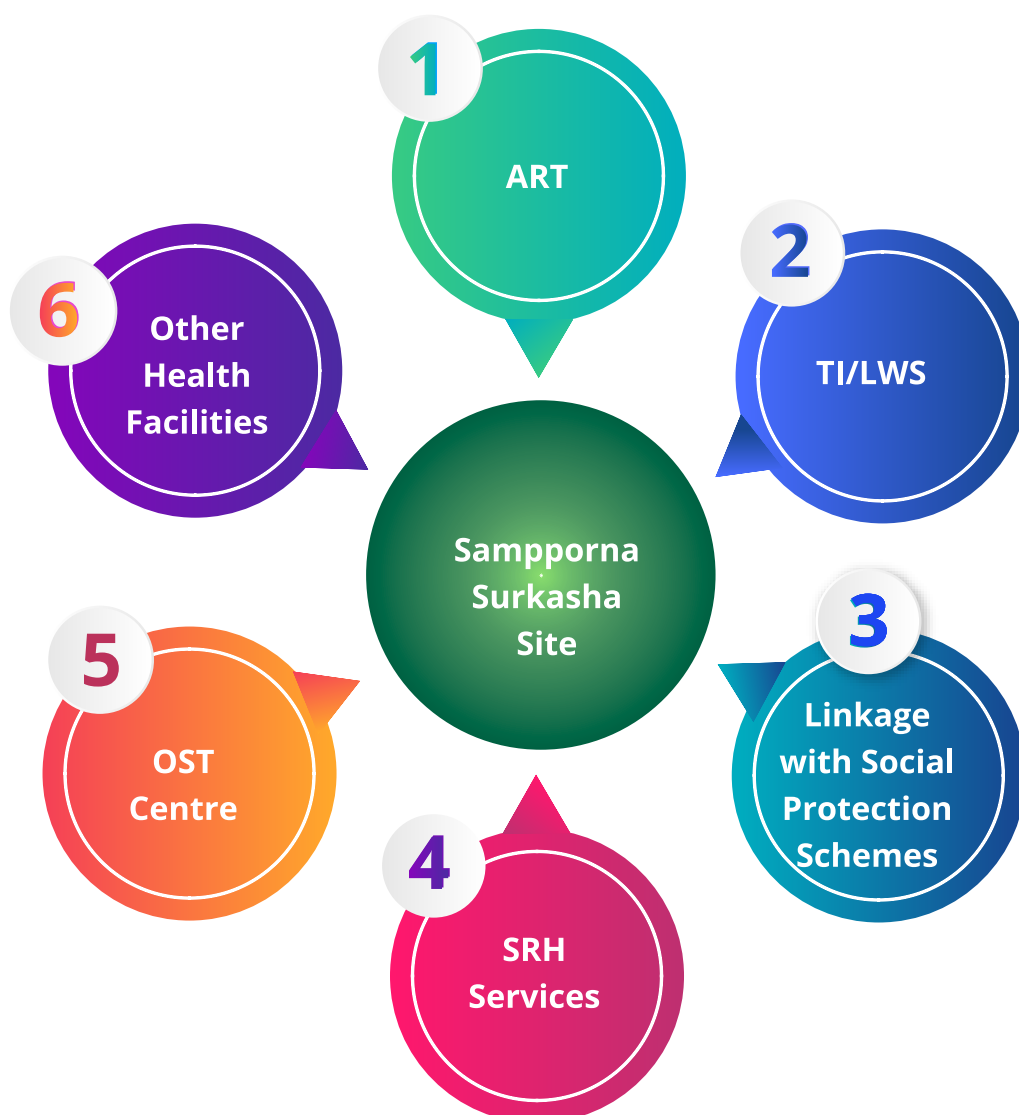 1
ART
2
TI/LWS
3
Linkage
with Social
Protection
Schemes
4
SRH
Services
5
OST
Centre
6
Other
Health
Facilities
Sampporna
Surkasha
Site